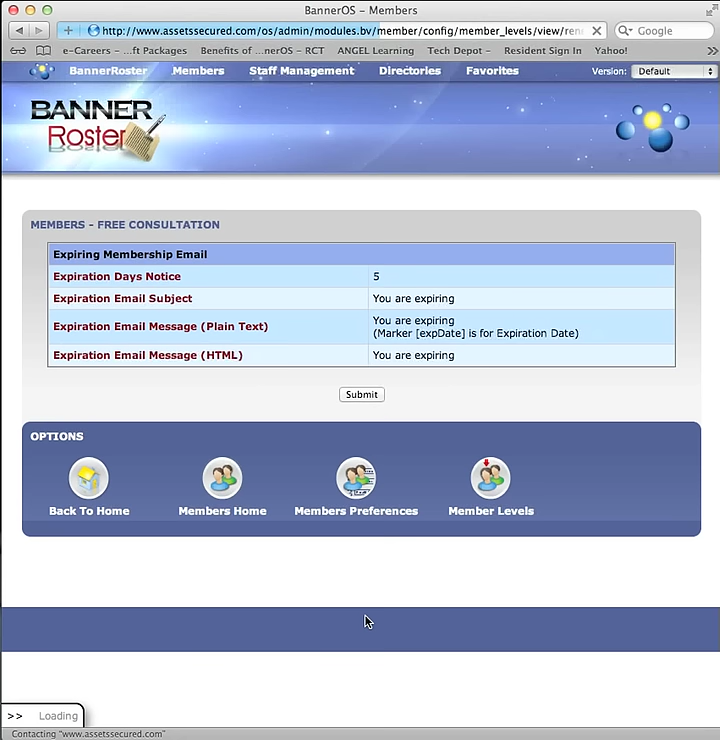 BannerOS – Members
http://www.assetssecured.com/os/admin/modules.bv/member/config/member_levels/view/ren
Google
e-Careers – ...ft Packages Benefits of ...nerOS – RCT ANGEL Learning Tech Depot – Resident Sign In Yahoo! >>
BannerRoster Members Staff Management Directories Favorites Version: Default
BANNER
Roster
MEMBERS - FREE CONSULTATION
Expiring Membership Email
Expiration Days Notice 5
Expiration Email Subject You are expiring
Expiration Email Message (Plain Text) You are expiring
(Marker [expDate] is for Expiration Date)
Expiration Email Message (HTML) You are expiring
Submit
OPTIONS
Back To Home Members Home Members Preferences Member Levels
>> Loading
Contacting "www.assetssecured.com"